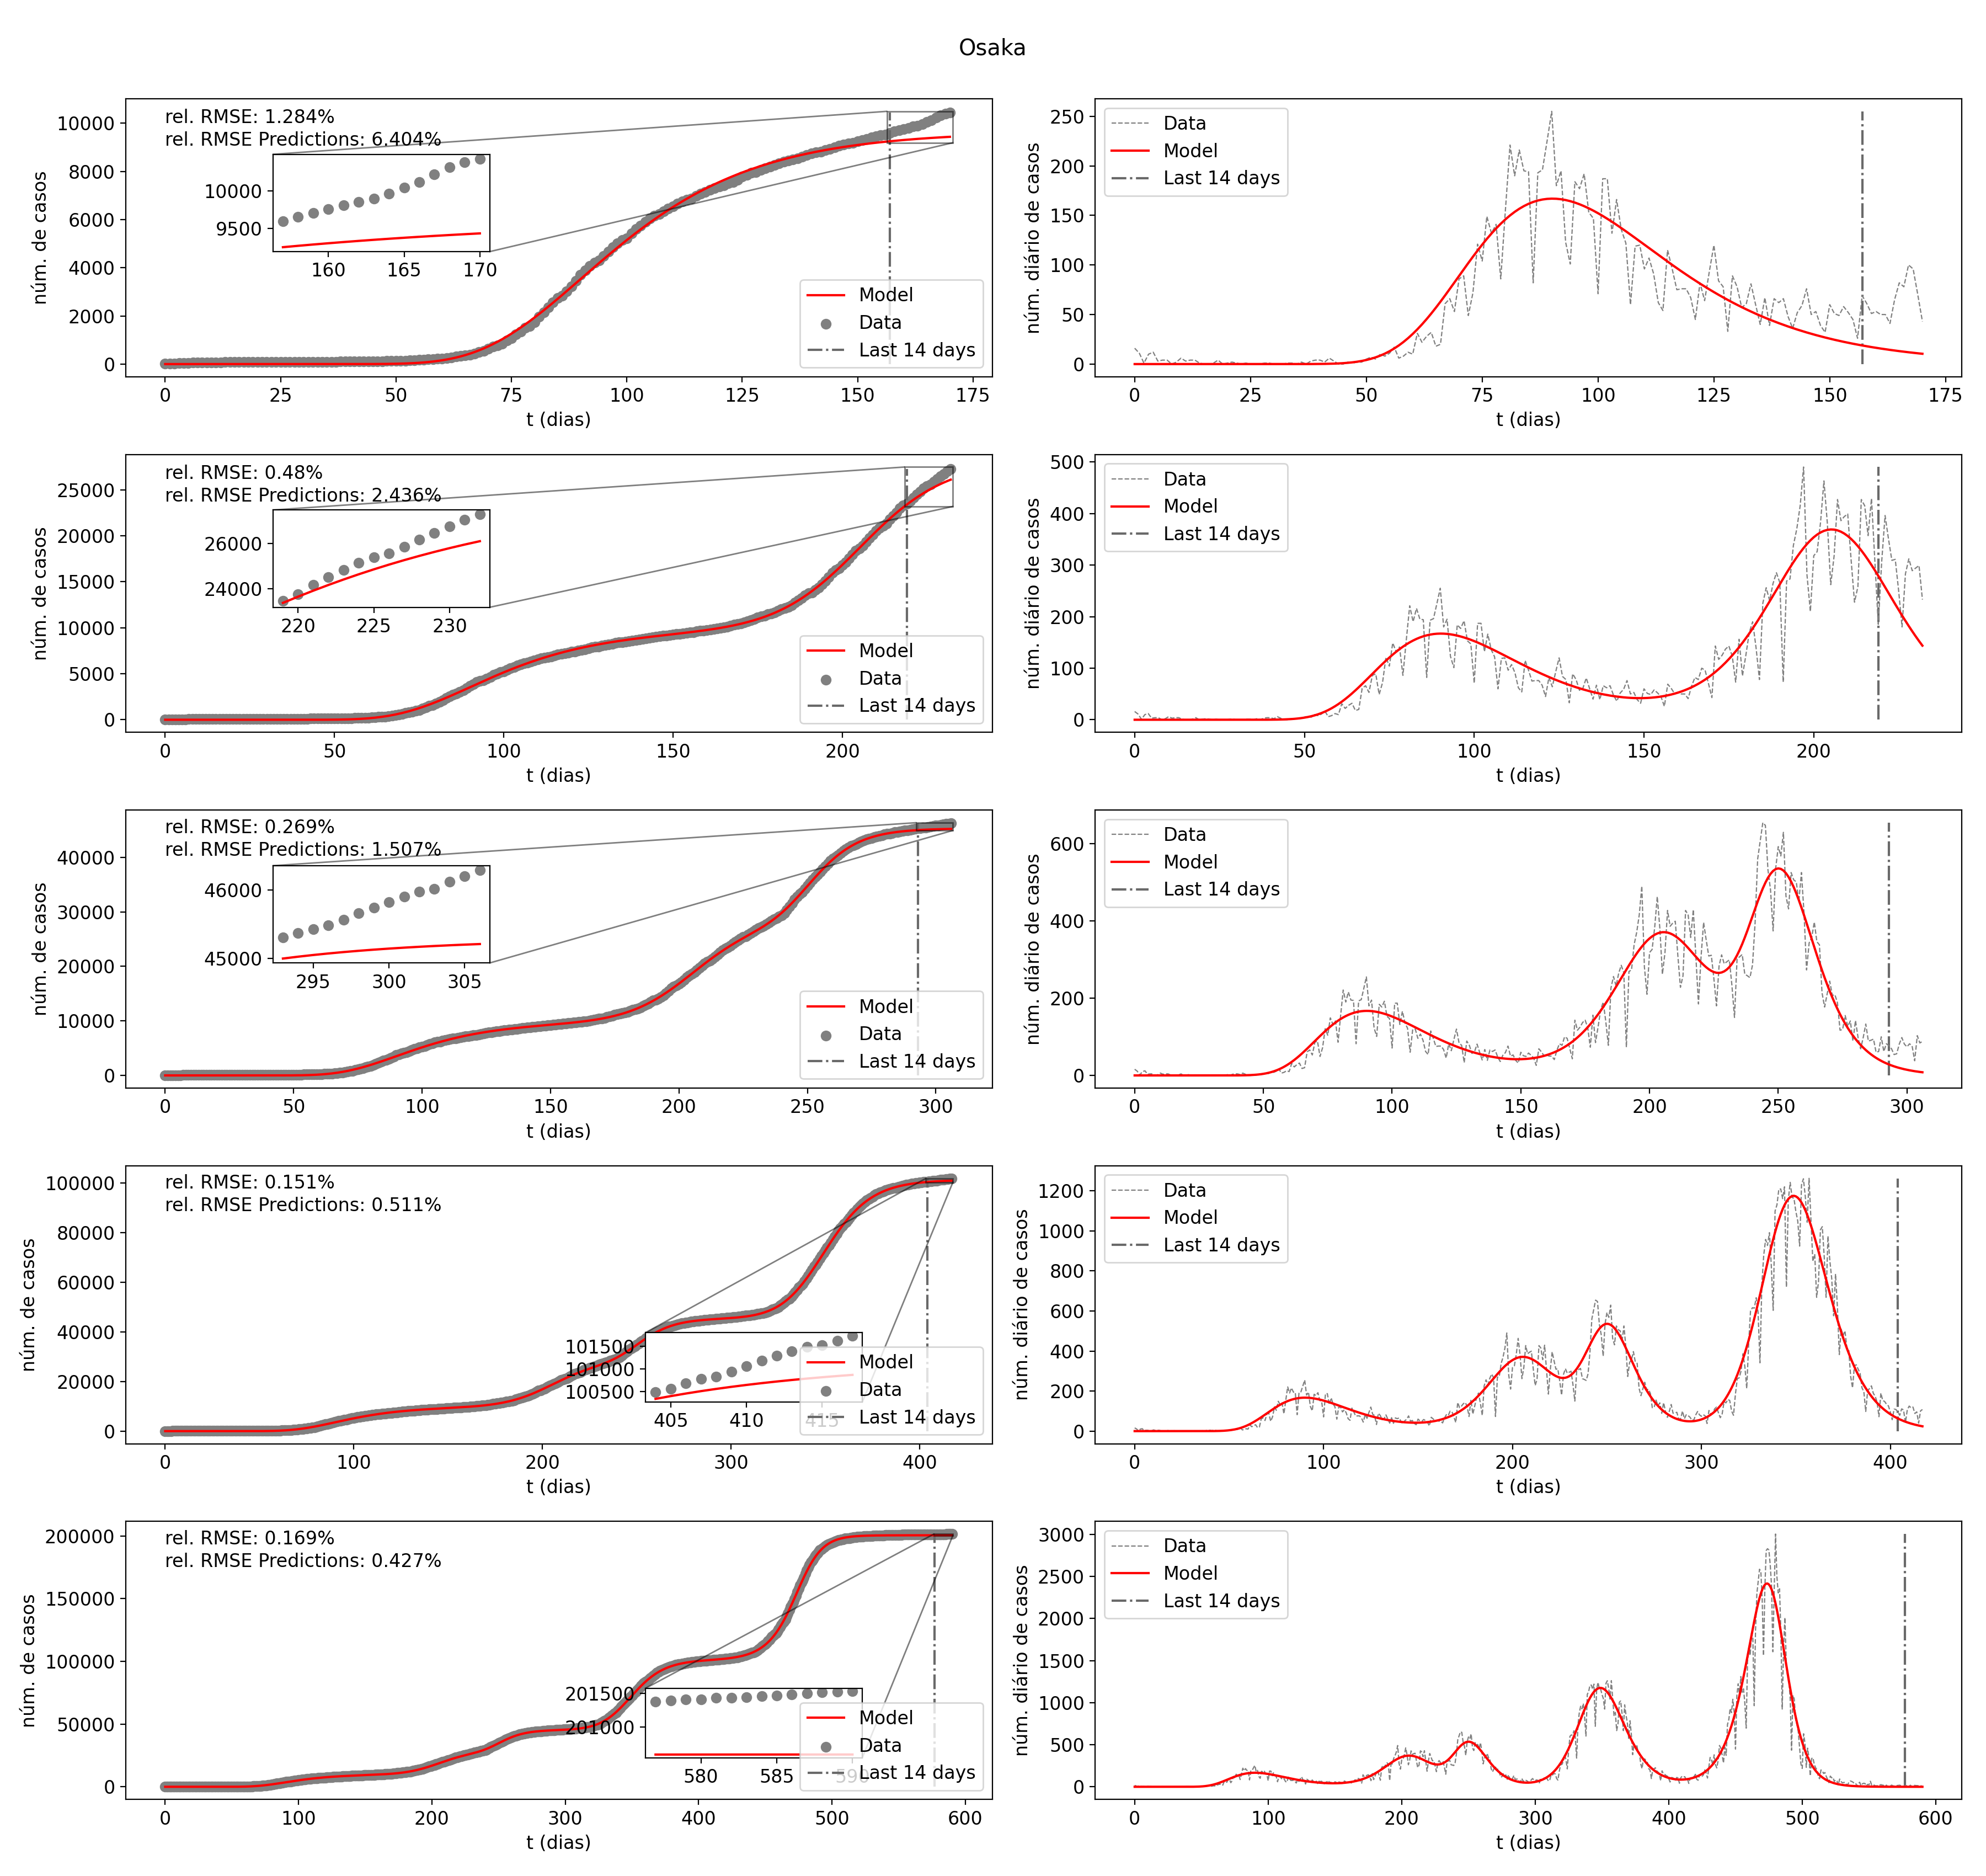 Osaka
rel. RMSE: 1.284%
rel. RMSE Predictions: 6.404%
10000
8000
6000
4000
2000
0
núm. de casos
10000
9500
160 165 170
Model
Data
Last 14 days
0 25 50 75 100 125 150 175
t (dias)
250
200
150
100
50
0
núm. diário de casos
Data
Model
Last 14 days
0 25 50 75 100 125 150 175
t (dias)
rel. RMSE: 0.48%
rel. RMSE Predictions: 2.436%
25000
20000
15000
10000
5000
0
núm. de casos
26000
24000
220 225 230
Model
Data
Last 14 days
0 50 100 150 200
t (dias)
500
400
300
200
100
0
núm. diário de casos
Data
Model
Last 14 days
0 50 100 150 200
t (dias)
rel. RMSE: 0.269%
rel. RMSE Predictions: 1.507%
40000
30000
20000
10000
0
núm. de casos
46000
45000
295 300 305
Model
Data
Last 14 days
0 50 100 150 200 250 300
t (dias)
600
400
200
0
núm. diário de casos
Data
Model
Last 14 days
0 50 100 150 200 250 300
t (dias)
rel. RMSE: 0.151%
rel. RMSE Predictions: 0.511%
100000
80000
60000
40000
20000
0
núm. de casos
101500
101000
100500
405 410 415
Model
Data
Last 14 days
0 100 200 300 400
t (dias)
1200
1000
800
600
400
200
0
núm. diário de casos
Data
Model
Last 14 days
0 100 200 300 400
t (dias)
rel. RMSE: 0.169%
rel. RMSE Predictions: 0.427%
200000
150000
100000
50000
0
núm. de casos
201500
201000
580 585 590
Model
Data
Last 14 days
0 100 200 300 400 500 600
t (dias)
3000
2500
2000
1500
1000
500
0
núm. diário de casos
Data
Model
Last 14 days
0 100 200 300 400 500 600
t (dias)